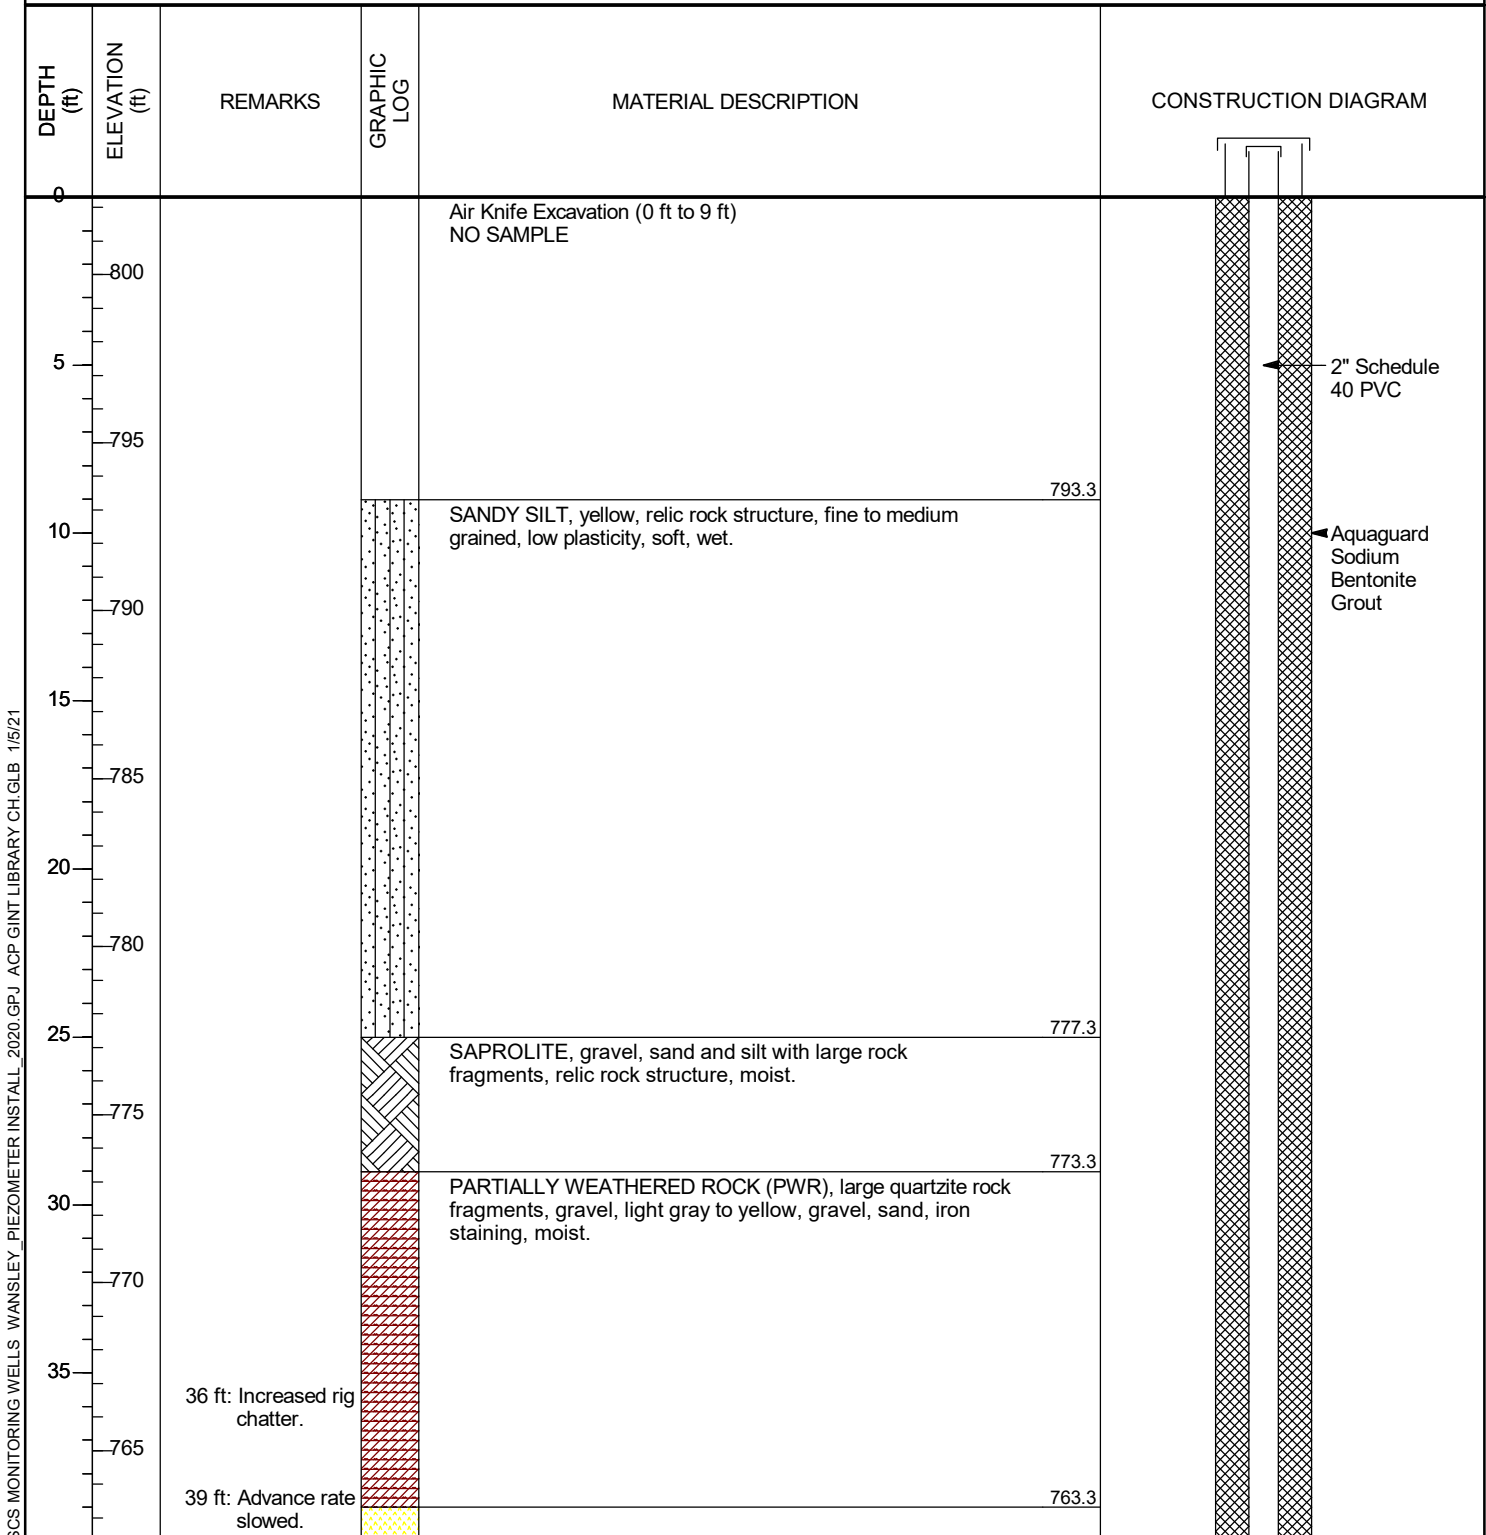 DEPTH
(ft)
ELEVATION
(ft)
REMARKS
GRAPHIC
LOG
MATERIAL DESCRIPTION
CONSTRUCTION DIAGRAM
0
Air Knife Excavation (0 ft to 9 ft)
NO SAMPLE
800
5
2" Schedule
40 PVC
795
793.3
SANDY SILT, yellow, relic rock structure, fine to medium
grained, low plasticity, soft, wet.
10
Aquaguard
Sodium
Bentonite
Grout
790
15
785
20
780
25
777.3
SAPROLITE, gravel, sand and silt with large rock
fragments, relic rock structure, moist.
775
773.3
PARTIALLY WEATHERED ROCK (PWR), large quartzite rock
fragments, gravel, light gray to yellow, gravel, sand, iron
staining, moist.
30
770
35
36 ft: Increased rig
chatter.
765
39 ft: Advance rate
slowed.
763.3
SCS MONITORING WELLS WANSLEY_PIEZOMETER INSTALL_2020.GPJ ACP GINT LIBRARY CH.GLB 1/5/21